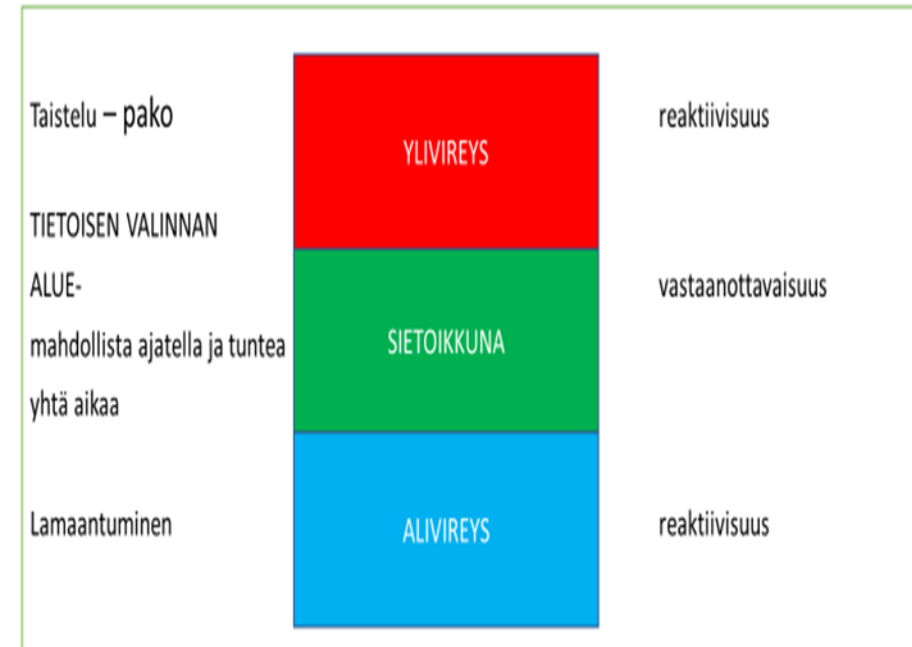 Taistelu – pako
YLIVIREYS
reaktiivisuus
TIETOISEN VALINNAN
ALUE-
mahdollista ajatella ja tuntea
yhtä aikaa
SIETOIKKUNA
vastaanottavaisuus
Lamaantuminen
ALIVIREYS
reaktiivisuus